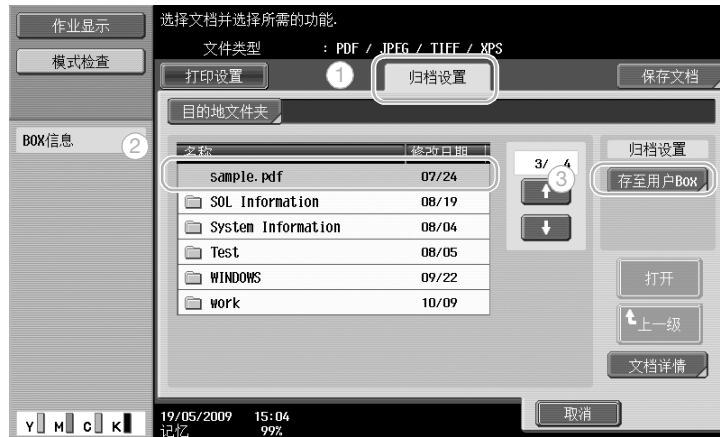 作业显示
模式检查
选择文档并选择所需的功能.
文件类型 : PDF / JPEG / TIFF / XPS
打印设置
1
归档设置
保存文档
目的地文件夹
BOX信息
2
名称 修改日期
sample.pdf 07/24
SOL Information 08/19
System Information 08/04
Test 08/05
WINDOWS 09/22
work 10/09
3/ 4
3
归档设置
存至用户Box
打开
上一级
文档详情
取消
Y M C K
19/05/2009 15:04
记忆 99%